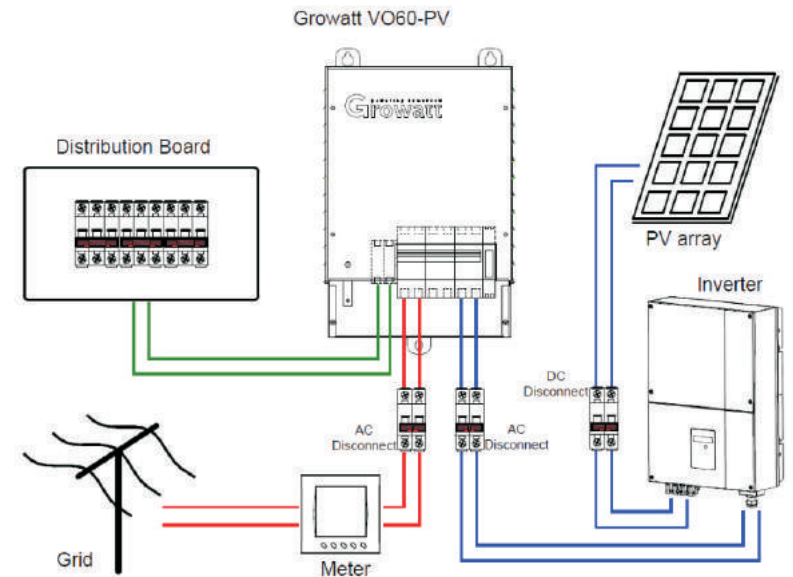 Growatt VO60-PV
Growatt
Distribution Board
PV array
Inverter
DC
Disconnect
AC
Disconnect
AC
Disconnect
Grid
Meter